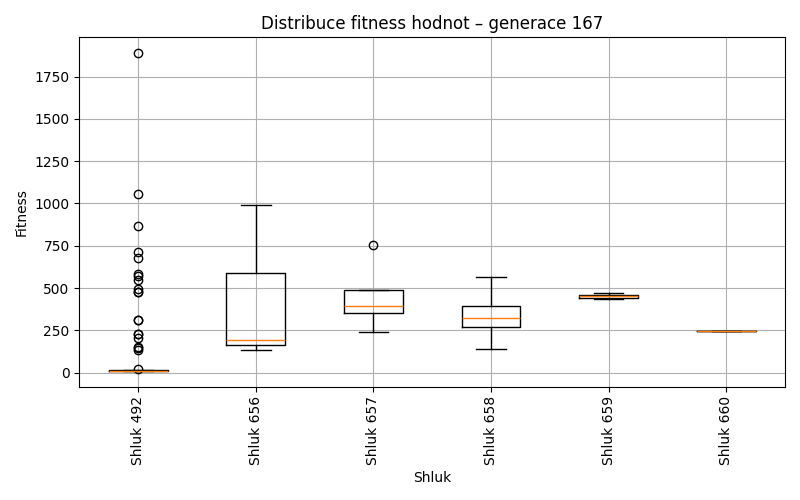 Distribuce fitness hodnot – generace 167
Fitness
1750
1500
1250
1000
750
500
250
0
Shluk 492
Shluk 656
Shluk 657
Shluk 658
Shluk 659
Shluk 660
Shluk